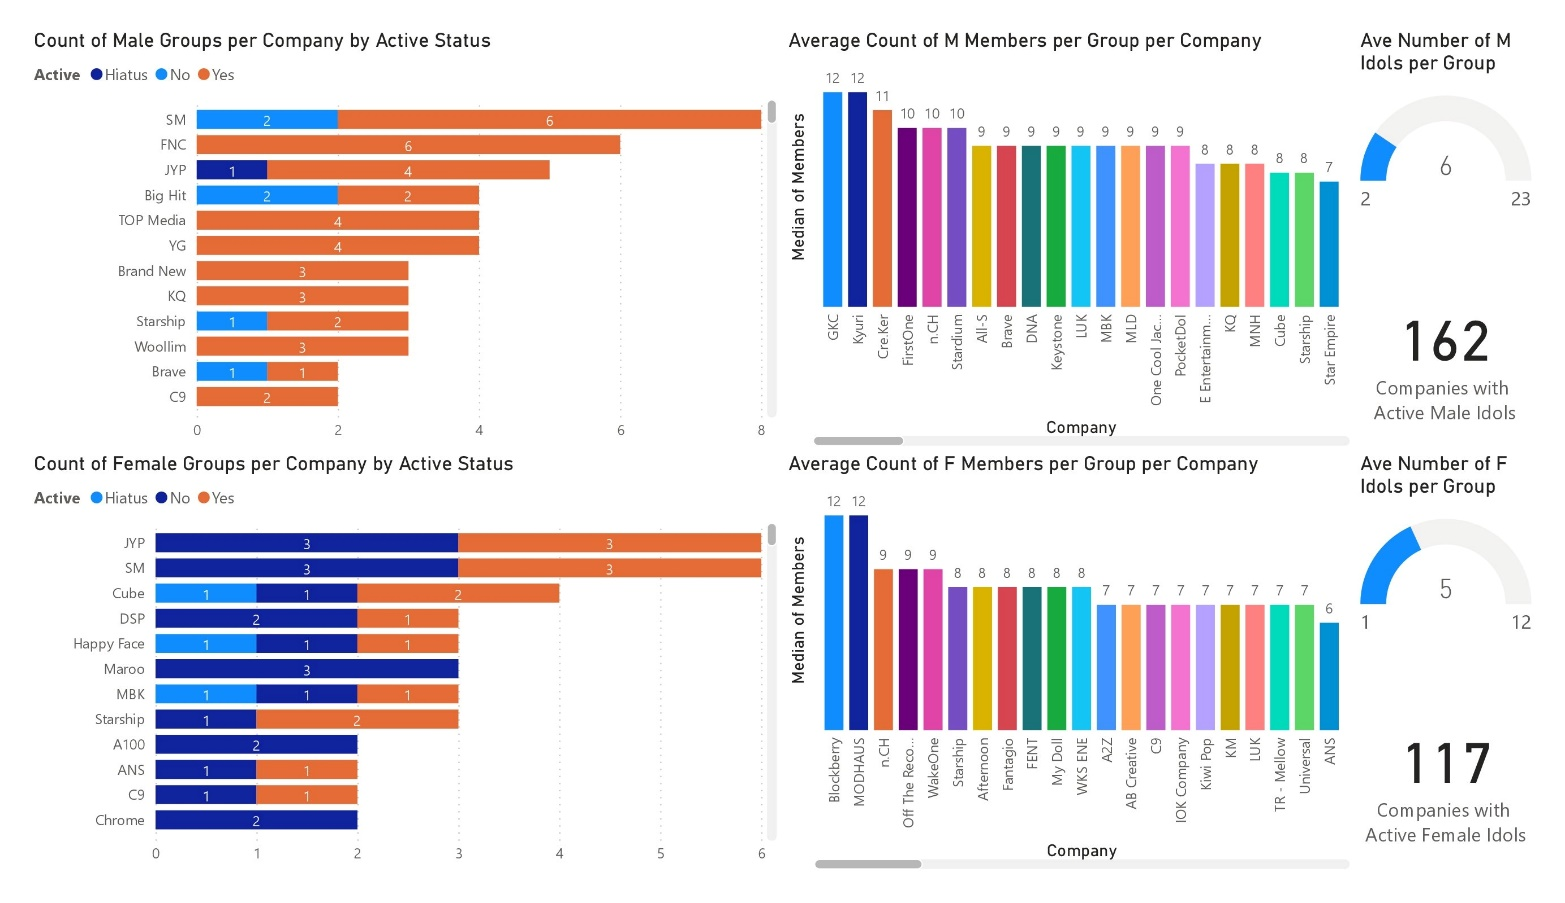 Count of Male Groups per Company by Active Status
Active Hiatus No Yes
SM 2 6
FNC 6
JYP 1 4
Big Hit 2 2
TOP Media 4
YG 4
Brand New 3
KQ 3
Starship 1 2
Woollim 3
Brave 1 1
C9 2
0 2 4 6 8
Average Count of M Members per Group per Company
Median of Members
12 12 11 10 10 10 9 9 9 9 9 9 9 9 9 8 8 8 8 8 7
GKC
Kyuri
Cre.Ker
FirstOne
n.CH
Stardium
All-S
Brave
DNA
Keystone
LUK
MBK
MLD
One Cool Jac...
PocketDol
E Entertainm...
KQ
MNH
Cube
Starship
Star Empire
Company
Ave Number of M
Idols per Group
6
2 23
162
Companies with
Active Male Idols
Count of Female Groups per Company by Active Status
Active Hiatus No Yes
JYP 3 3
SM 3 3
Cube 1 1 2
DSP 2 1
Happy Face 1 1 1
Maroo 3
MBK 1 1 1
Starship 1 2
A100 2
ANS 1 1
C9 1 1
Chrome 2
0 1 2 3 4 5 6
Average Count of F Members per Group per Company
Median of Members
12 12 9 9 9 8 8 8 8 8 8 7 7 7 7 7 7 7 7 7 6
Blockberry
MODHAUS
n.CH
Off The Reco...
WakeOne
Starship
Afternoon
Fantagio
FENT
My Doll
WKS ENE
A2Z
AB Creative
C9
IOK Company
Kiwi Pop
KM
LUK
TR - Mellow
Universal
ANS
Company
Ave Number of F
Idols per Group
5
1 12
117
Companies with
Active Female Idols